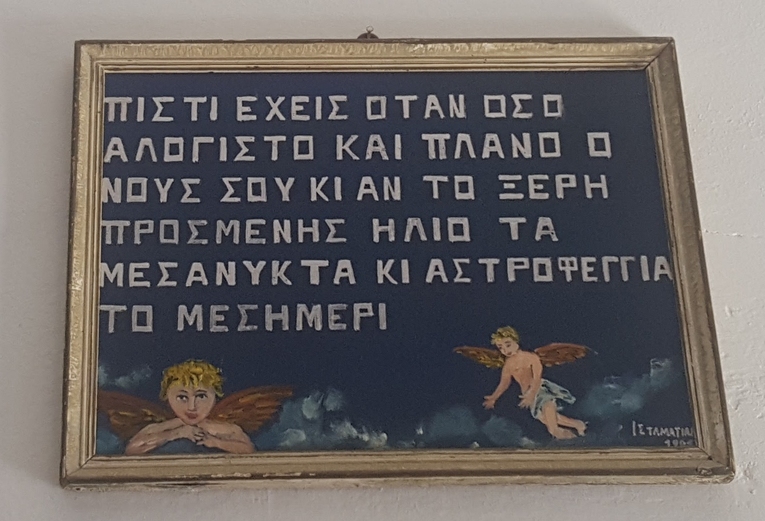 ΠΙΣΤΙ ΕΧΕΙΣ ΟΤΑΝ ΟΣΟ
ΑΛΟΓΙΣΤΟ ΚΑΙ ΠΛΑΝΟ Ο
ΝΟΥΣ ΣΟΥ ΚΙ ΑΝ ΤΟ ΞΕΡΗ
ΠΡΟΣΜΕΝΗΣ ΗΛΙΟ ΤΑ
ΜΕΣΑΝΥΚΤΑ ΚΙ ΑΣΤΡΟΦΕΓΓΙΑ
ΤΟ ΜΕΣΗΜΕΡΙ